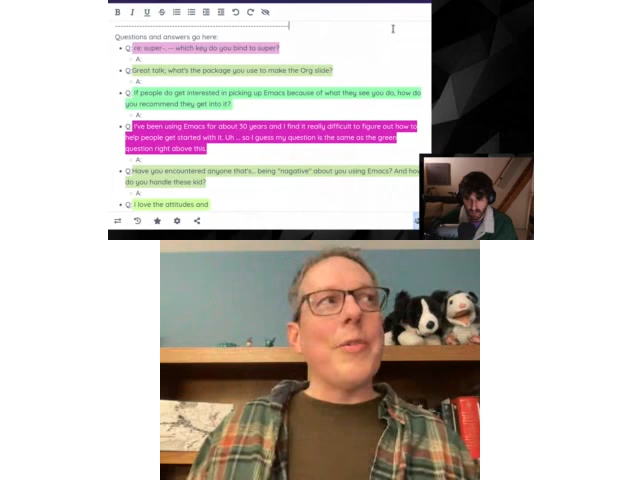 Questions and answers go here:
Q: re: super-. -- which key do you bind to super?
A:
Q:Great talk; what's the package you use to make the Org slide?
A:
Q: If people do get interested in picking up Emacs because of what they see you do, how do
you recommend they get into it?
A:
Q: I've been using Emacs for about 30 years and I find it really difficult to figure out how to
help people get started with it. Uh ... so I guess my question is the same as the green
question right above this.
A:
Q:Have you encountered anyone that's... being "nagative" about you using Emacs? And how
do you handle these kid?
A:
Q: I love the attitudes and